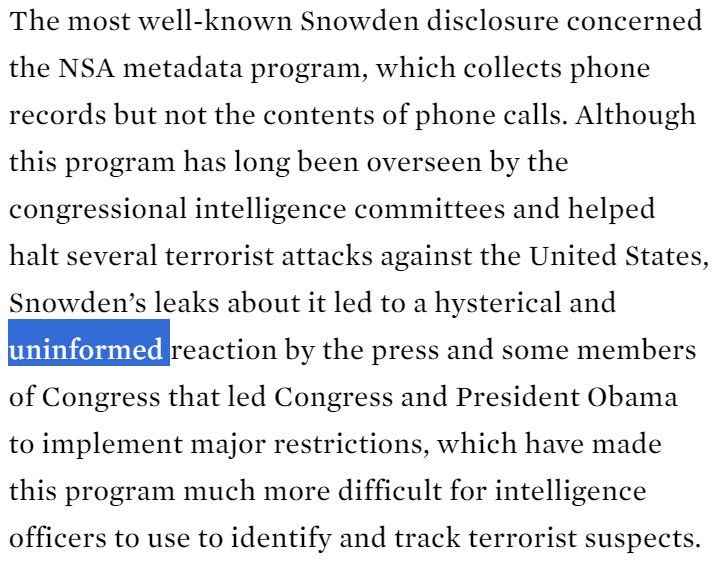 The most well-known Snowden disclosure concerned
the NSA metadata program, which collects phone
records but not the contents of phone calls. Although
this program has long been overseen by the
congressional intelligence committees and helped
halt several terrorist attacks against the United States,
Snowden’s leaks about it led to a hysterical and
uninformed reaction by the press and some members
of Congress that led Congress and President Obama
to implement major restrictions, which have made
this program much more difficult for intelligence
officers to use to identify and track terrorist suspects.